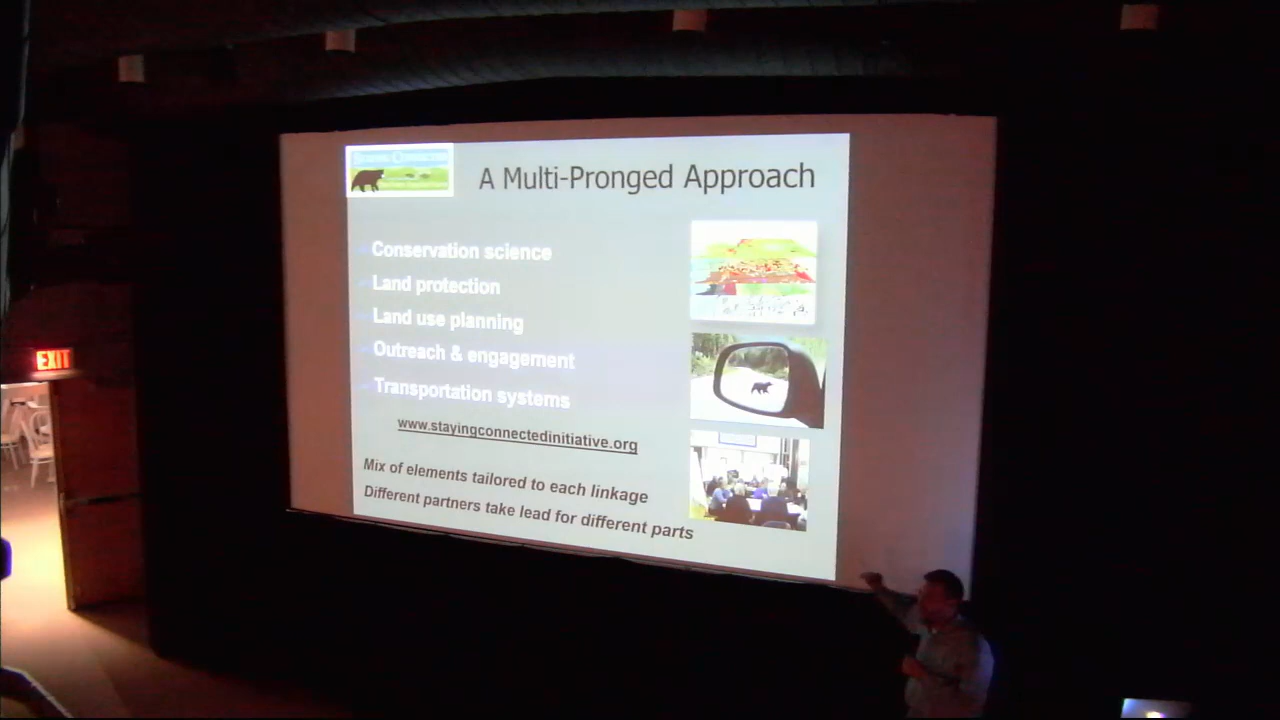 A Multi-Pronged Approach
Conservation science
Land protection
Land use planning
Outreach & engagement
Transportation systems
www.stayingconnectedinitiative.org
Mix of elements tailored to each linkage
Different partners take lead for different parts
EXIT